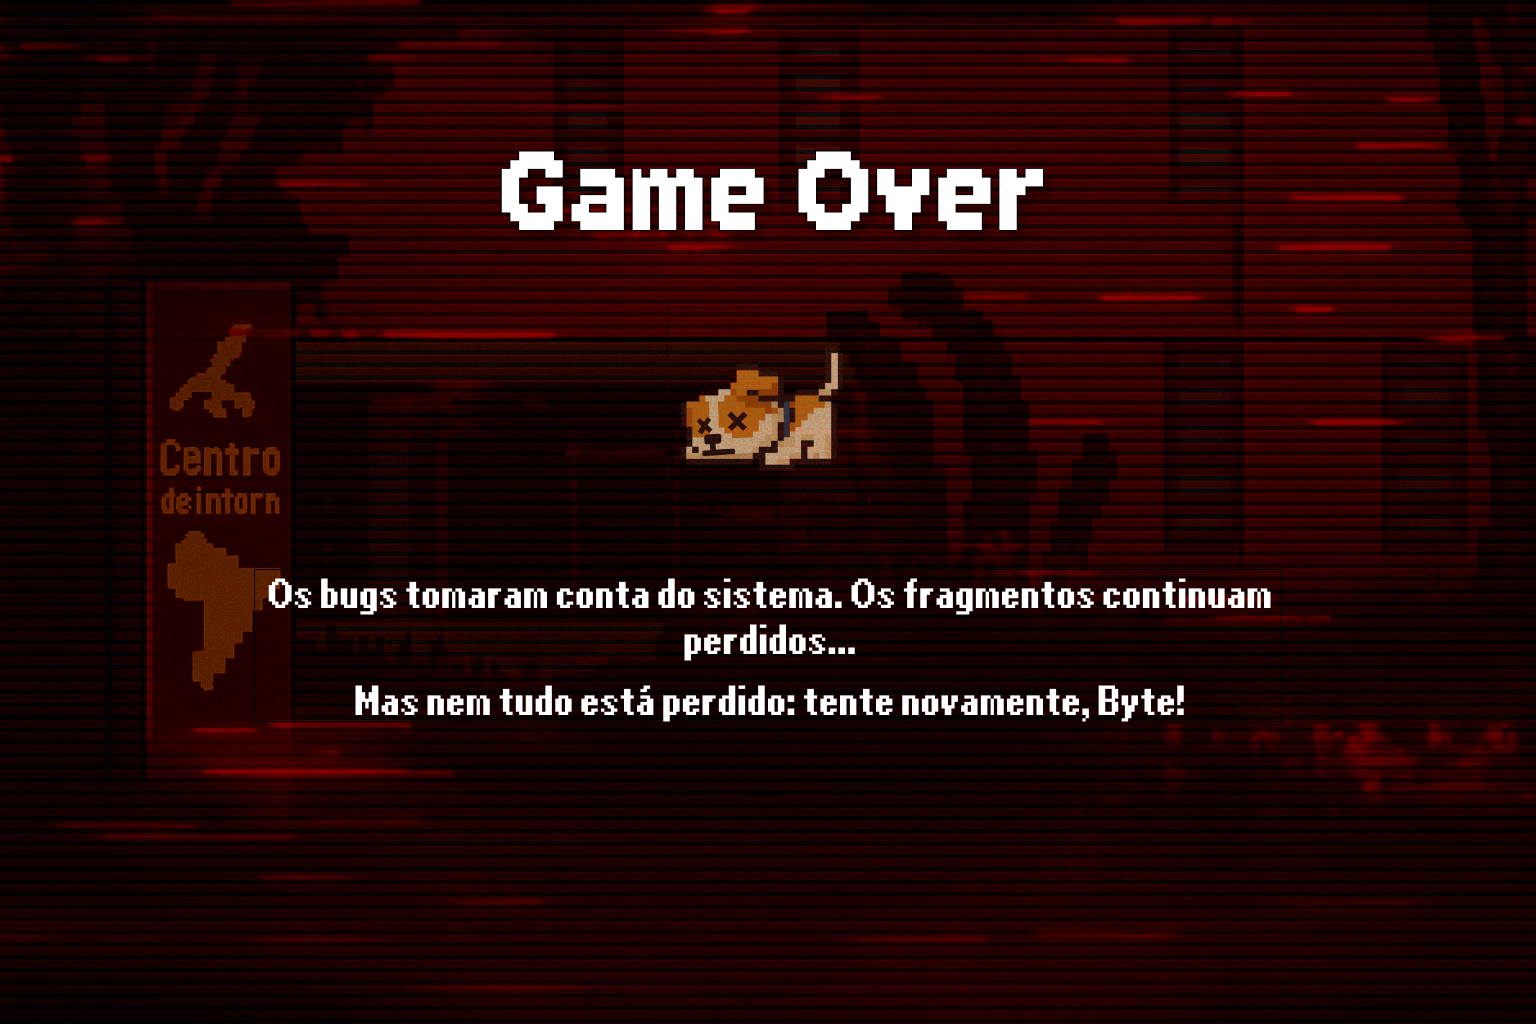 Game Over
Centro
de intorn
Os bugs tomaram conta do sistema. Os fragmentos continuam
perdidos...
Mas nem tudo está perdido: tente novamente, Byte!